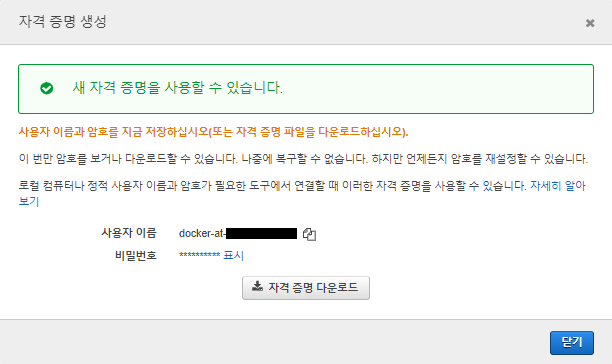 자격 증명 생성
새 자격 증명을 사용할 수 있습니다.
사용자 이름과 암호를 지금 저장하십시오(또는 자격 증명 파일을 다운로드하십시오).
이 번만 암호를 보거나 다운로드할 수 있습니다. 나중에 복구할 수 없습니다. 하지만 언제든지 암호를 재설정할 수 있습니다.
로컬 컴퓨터나 정적 사용자 이름과 암호가 필요한 도구에서 연결할 때 이러한 자격 증명을 사용할 수 있습니다. 자세히 알아
보기
사용자 이름 docker-at-
비밀번호 ********** 표시
자격 증명 다운로드
닫기